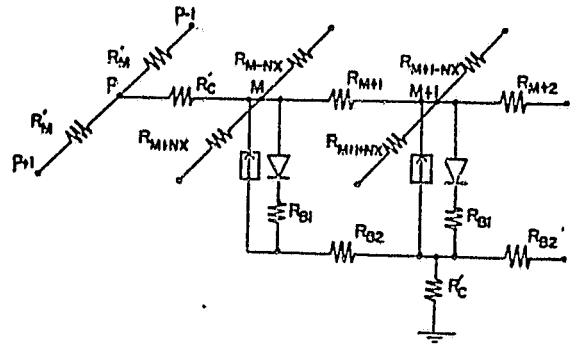 P-1
R'M
P
R'M
P+1
R'C
RM-NX
M
RM+NX
RM+1
RM+1-NX
M+1
RM+1+NX
RM+2
RB1
RB2
RB1
RB2'
R'C